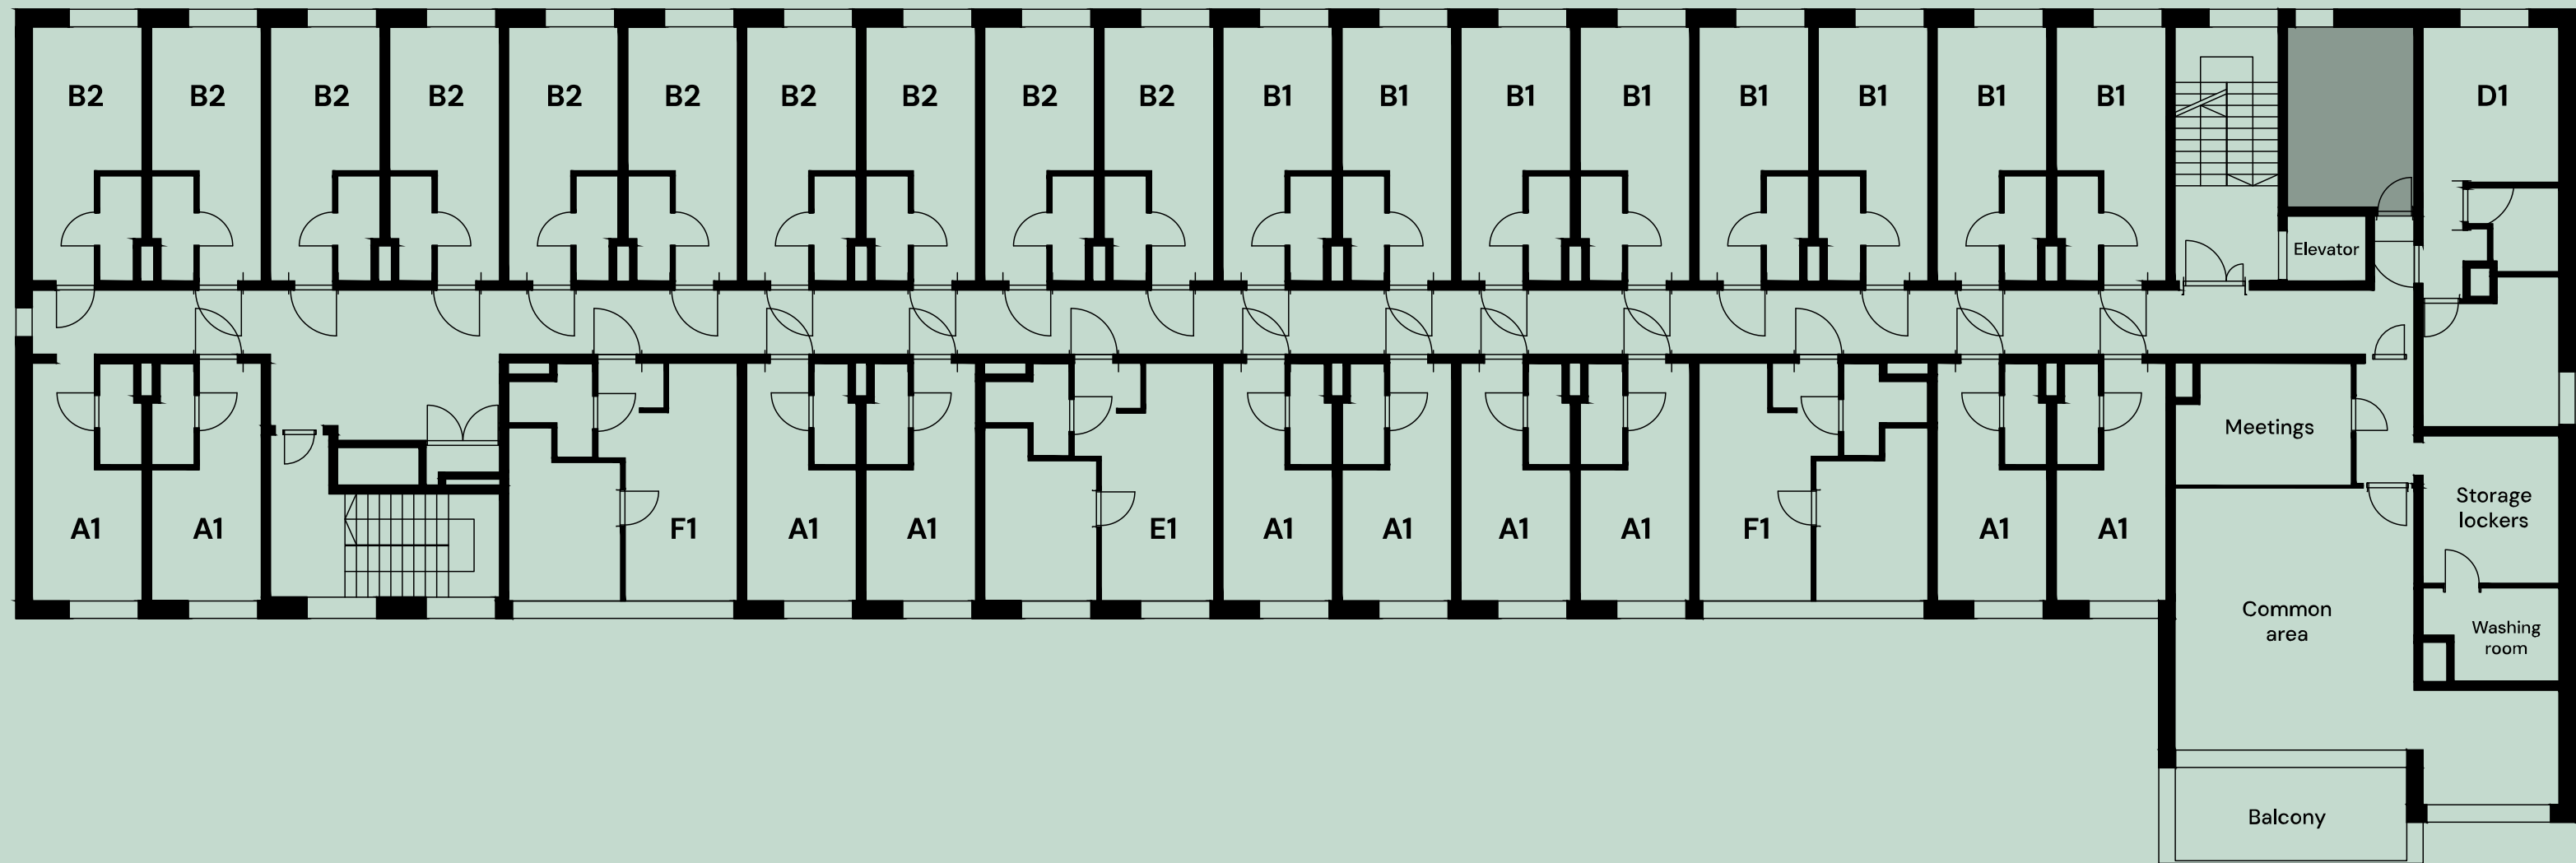 B2 B2 B2 B2 B2 B2 B2 B2 B2 B2 B1 B1 B1 B1 B1 B1 B1 B1 D1
Elevator
Meetings
Storage
lockers
A1 A1 F1 A1 A1 E1 A1 A1 A1 A1 F1 A1 A1
Common
area
Washing
room
Balcony